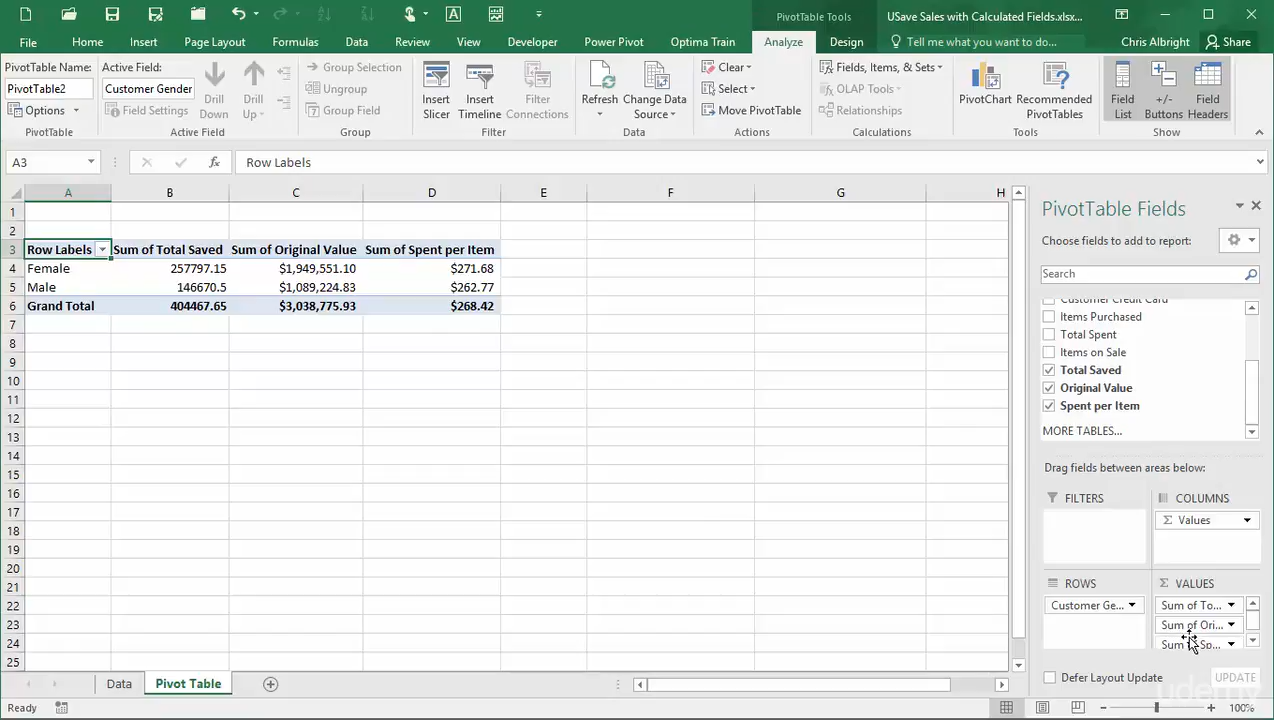 PivotTable Tools
USave Sales with Calculated Fields.xlsx...
File Home Insert Page Layout Formulas Data Review View Developer Power Pivot Optima Train Analyze Design Tell me what you want to do... Chris Albright Share
PivotTable Name:
PivotTable2
Options
PivotTable
Active Field:
Customer Gender
Field Settings
Drill Down
Drill Up
Active Field
Group Selection
Ungroup
Group Field
Group
Insert Slicer
Insert Timeline
Filter Connections
Filter
Refresh
Change Data Source
Data
Clear
Select
Move PivotTable
Actions
Fields, Items, & Sets
OLAP Tools
Relationships
Calculations
PivotChart
Recommended PivotTables
Tools
Field List
+/- Buttons
Field Headers
Show
A3 fx Row Labels
A B C D E F G H
1
2
3 Row Labels Sum of Total Saved Sum of Original Value Sum of Spent per Item
4 Female 257797.15 $1,949,551.10 $271.68
5 Male 146670.5 $1,089,224.83 $262.77
6 Grand Total 404467.65 $3,038,775.93 $268.42
7
8
9
10
11
12
13
14
15
16
17
18
19
20
21
22
23
24
25
PivotTable Fields
Choose fields to add to report:
Search
Customer Credit Card
Items Purchased
Total Spent
Items on Sale
Total Saved
Original Value
Spent per Item
MORE TABLES...
Drag fields between areas below:
FILTERS
COLUMNS
Σ Values
ROWS
Customer Ge...
Σ VALUES
Sum of To...
Sum of Ori...
Sum of Sp...
Defer Layout Update UPDATE
Data Pivot Table
udemy
Ready 100%